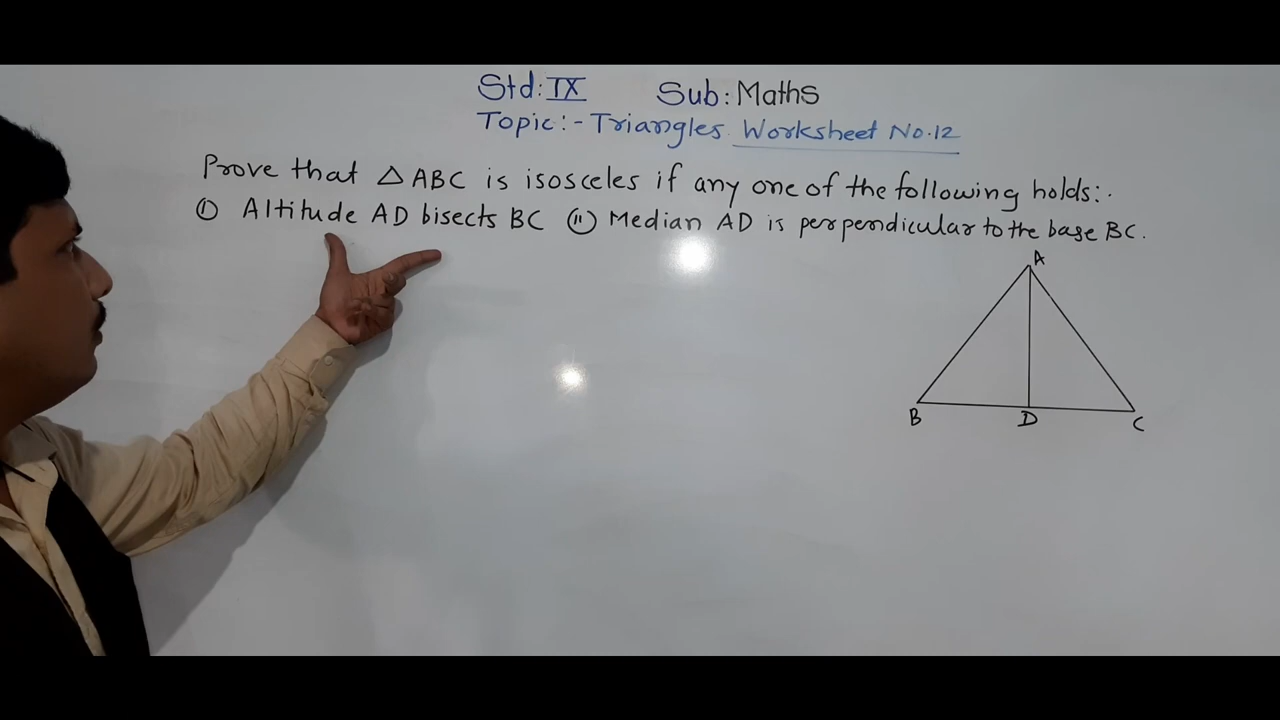 Std: IX Sub: Maths
Topic:- Triangles Worksheet No.12
Prove that △ABC is isosceles if any one of the following holds:.
(i) Altitude AD bisects BC (ii) Median AD is perpendicular to the base BC.
A
B D C